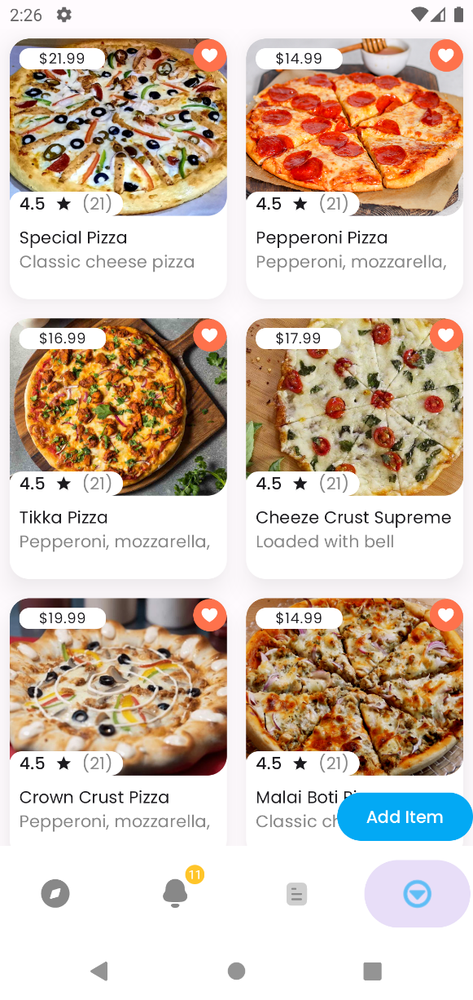 2:26
$21.99
$14.99
4.5 ★ (21)
4.5 ★ (21)
Special Pizza
Pepperoni Pizza
Classic cheese pizza
Pepperoni, mozzarella,
$16.99
$17.99
4.5 ★ (21)
4.5 ★ (21)
Tikka Pizza
Cheeze Crust Supreme
Pepperoni, mozzarella,
Loaded with bell
$19.99
$14.99
4.5 ★ (21)
4.5 ★ (21)
Crown Crust Pizza
Malai Boti
Pepperoni, mozzarella,
Classic
Add Item
11